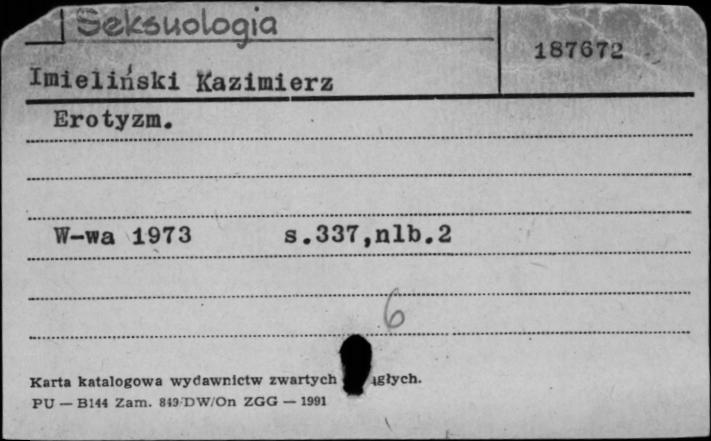 Seksuologia
187672
Imieliński Kazimierz
Erotyzm.
W-wa 1973 s.337,nlb.2
6
Karta katalogowa wydawnictw zwartych
PU — B144 Zam. 849/DW/On ZGG — 1991